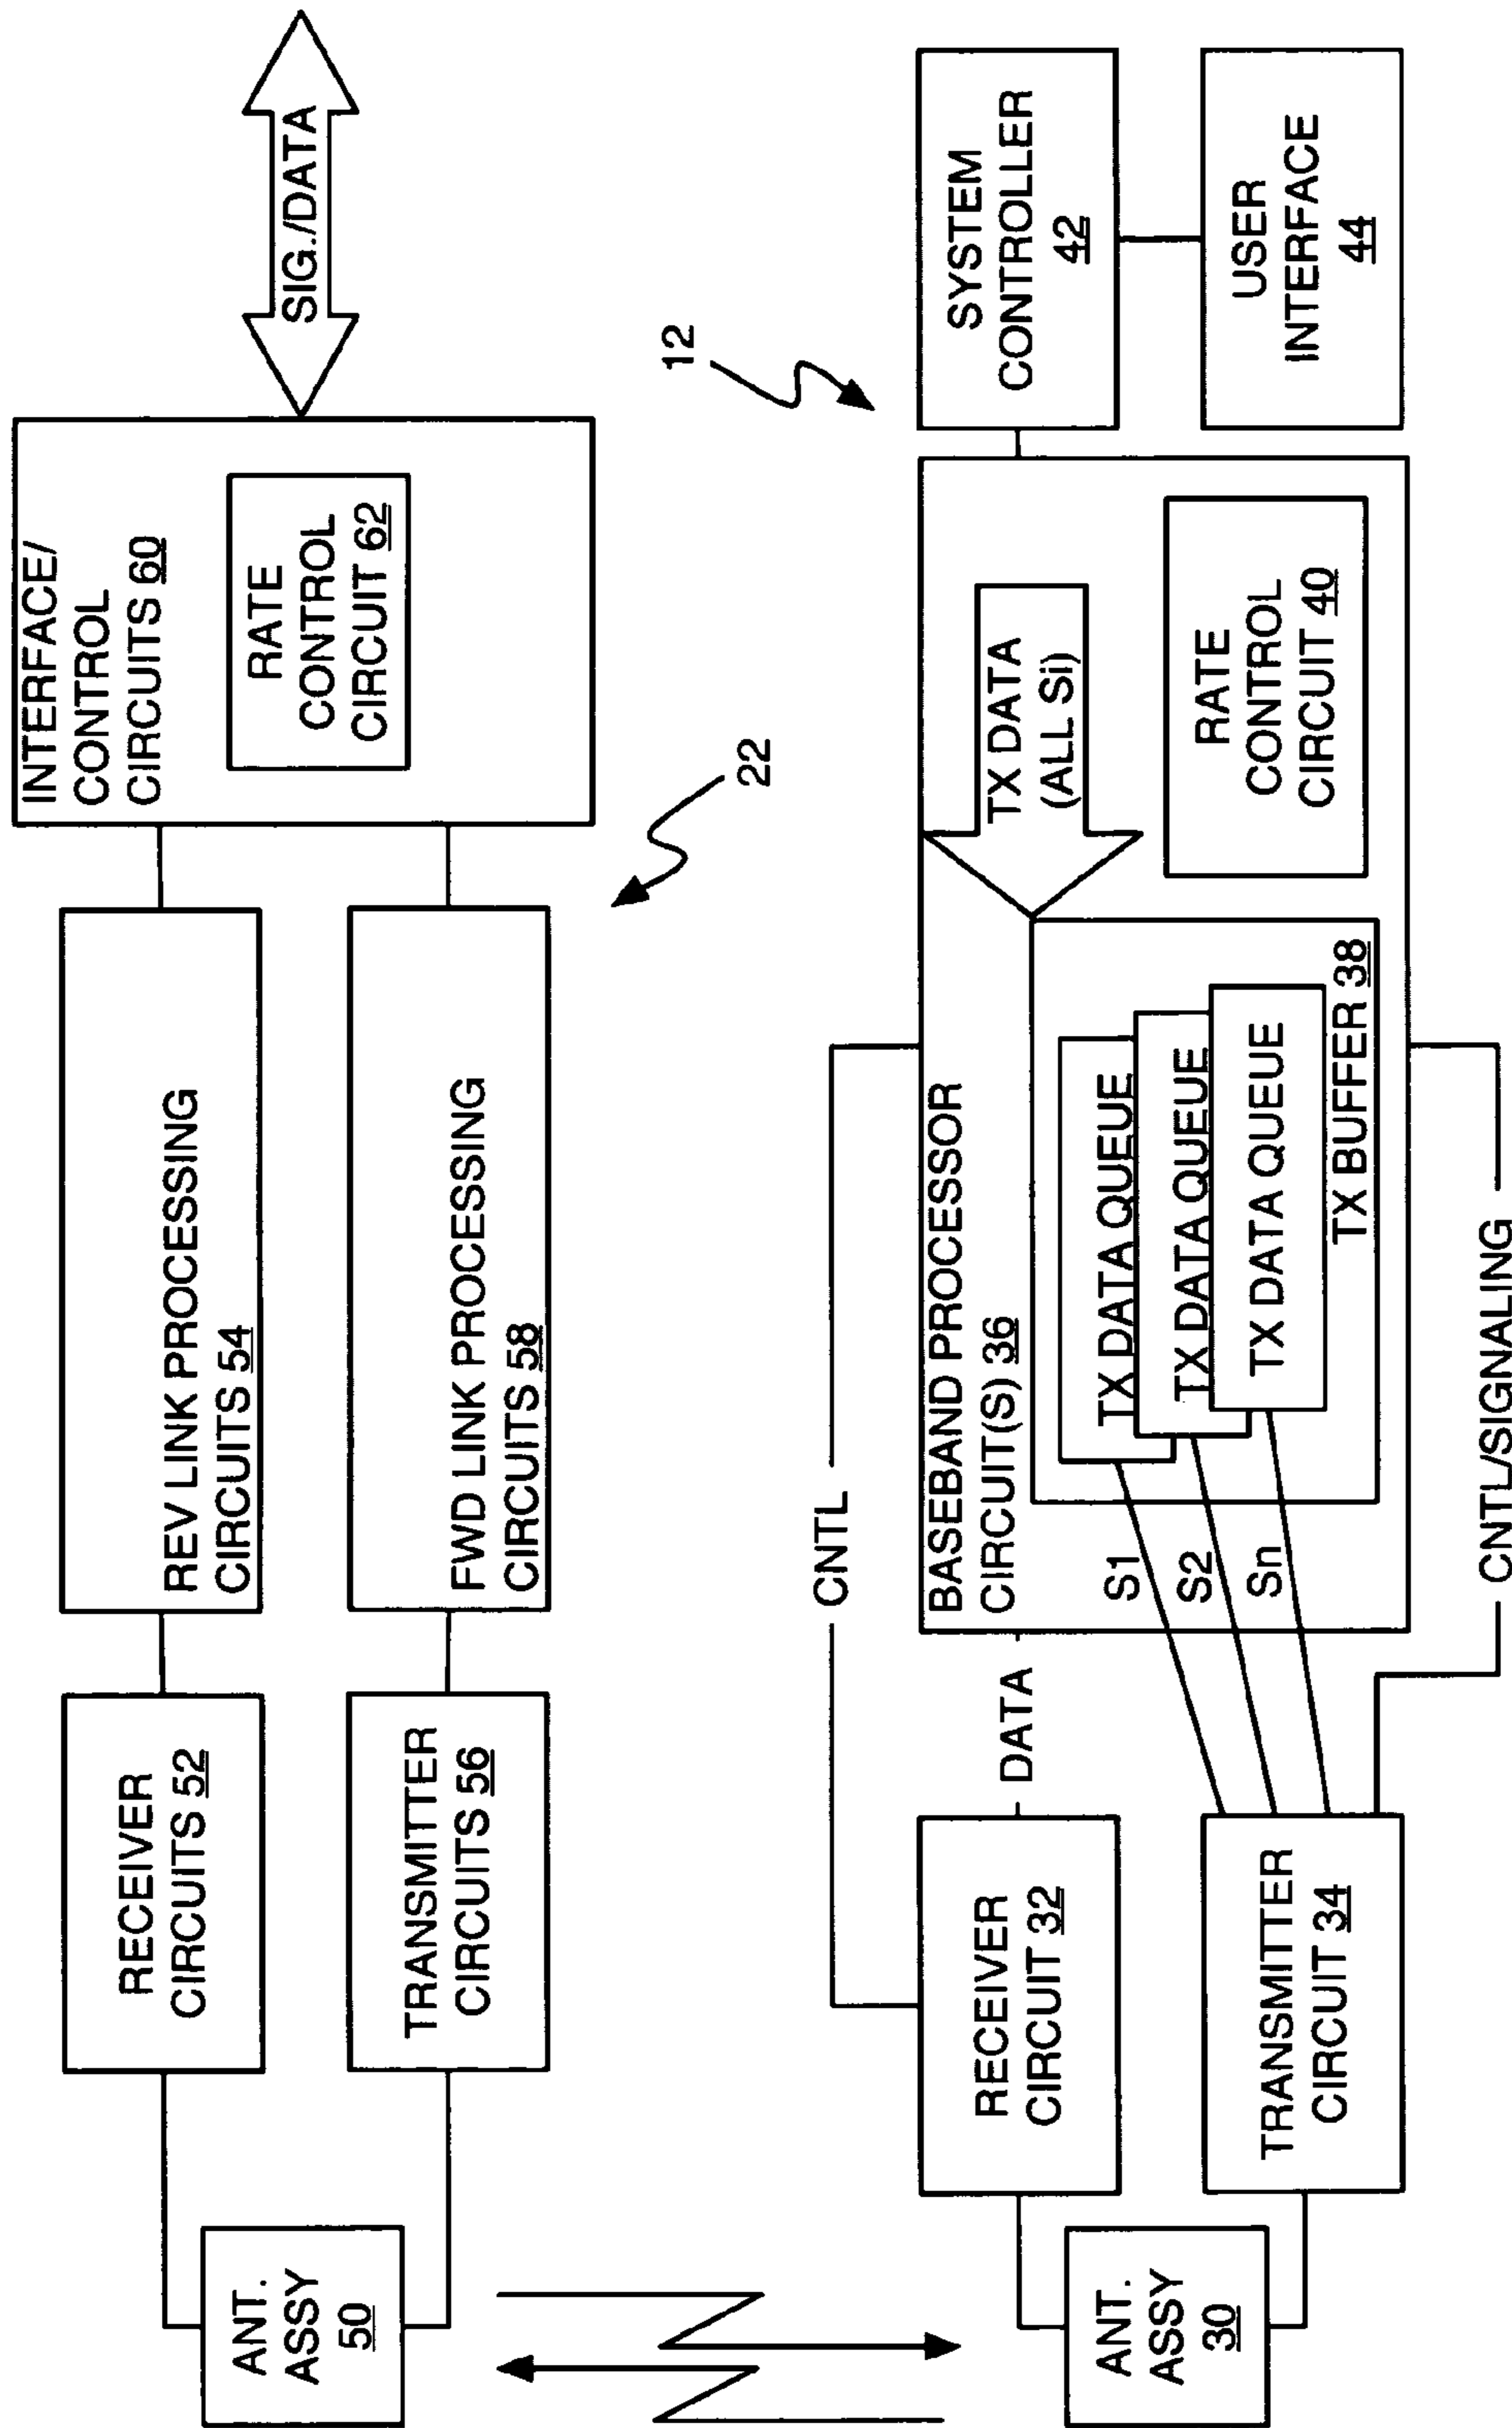 INTERFACE/
CONTROL
CIRCUITS 60
RATE
CONTROL
CIRCUIT 62
SIG./DATA
REV LINK PROCESSING
CIRCUITS 54
FWD LINK PROCESSING
CIRCUITS 58
RECEIVER
CIRCUITS 52
TRANSMITTER
CIRCUITS 56
ANT.
ASSY
50
22
12
SYSTEM
CONTROLLER
42
USER
INTERFACE
44
BASEBAND PROCESSOR
CIRCUIT(S) 36
TX DATA
(ALL Si)
RATE
CONTROL
CIRCUIT 40
TX DATA QUEUE
TX DATA QUEUE
TX DATA QUEUE
TX BUFFER 38
S1
S2
Sn
CNTL
DATA
CNTL/SIGNALING
RECEIVER
CIRCUIT 32
TRANSMITTER
CIRCUIT 34
ANT.
ASSY
30